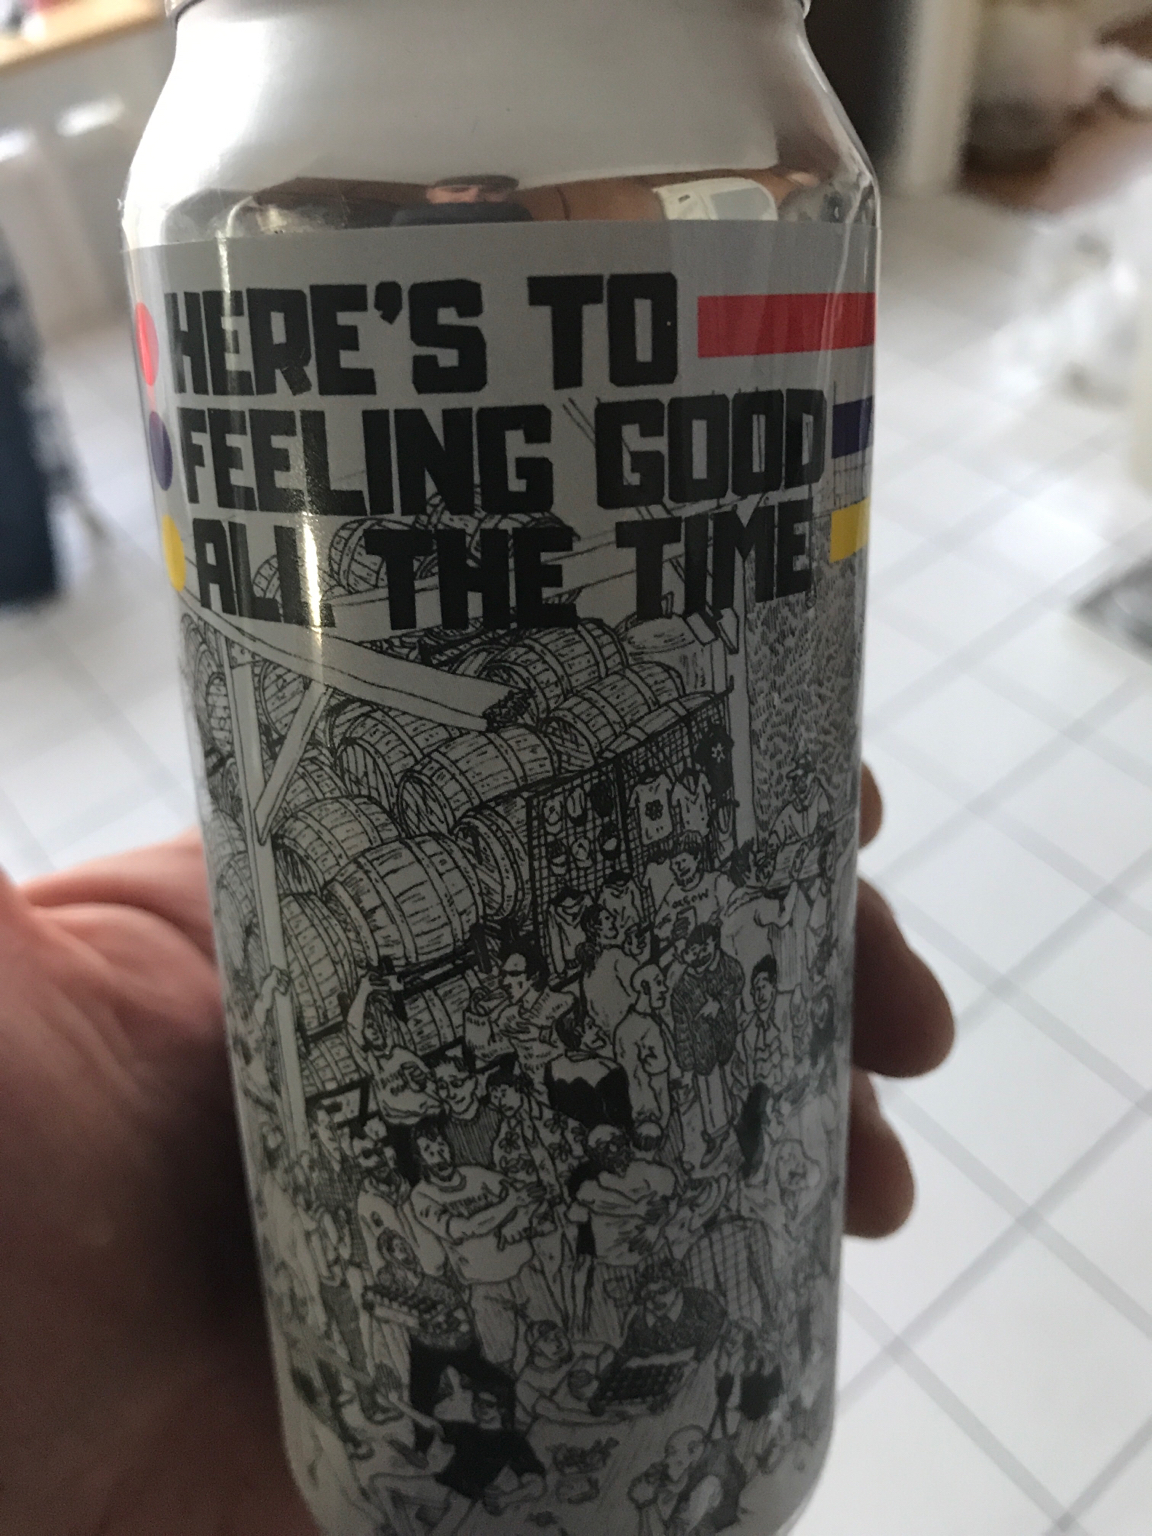 HERE'S TO
FEELING GOOD
ALL THE TIME